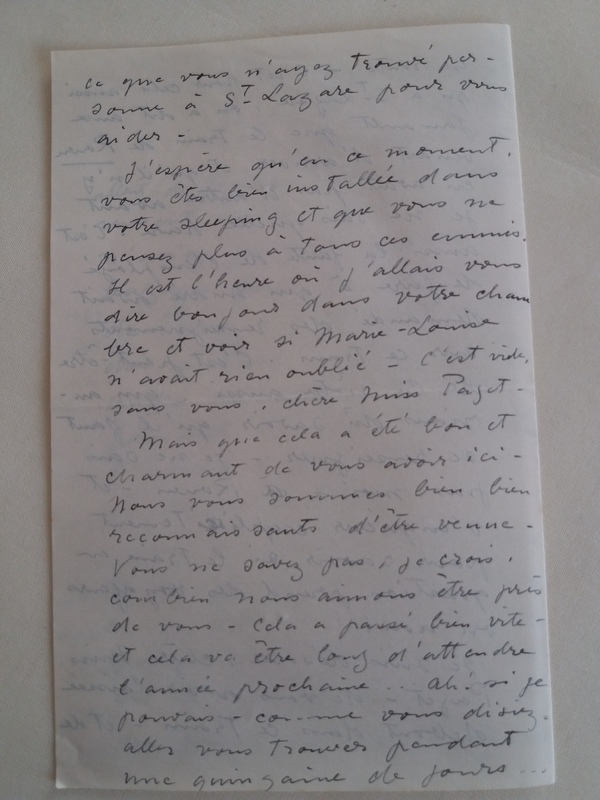 ce que vous n'ayez trouvé per-
sonne à St-Lazare pour vous
aider -
J'espère qu'en ce moment,
vous êtes bien installée dans
votre sleeping et que vous ne
pensez plus à tous ces ennuis.
Il est l'heure où j'allais vous
dire bonjour dans votre cham
bre et voir si Marie-Louise
n'avait rien oublié - C'est vide,
sans vous, chère Miss Paget -
Mais que cela a été bon et
charmant de vous avoir ici -
Nous vous sommes bien bien
reconnaissants d'être venue -
Vous ne savez pas, je crois,
combien nous aimons être près
de vous - Cela a passé bien vite -
et cela va être long d'attendre
l'année prochaine .. Ah! si je
pouvais - comme vous disiez -
aller vous trouver pendant
une quinzaine de jours ...